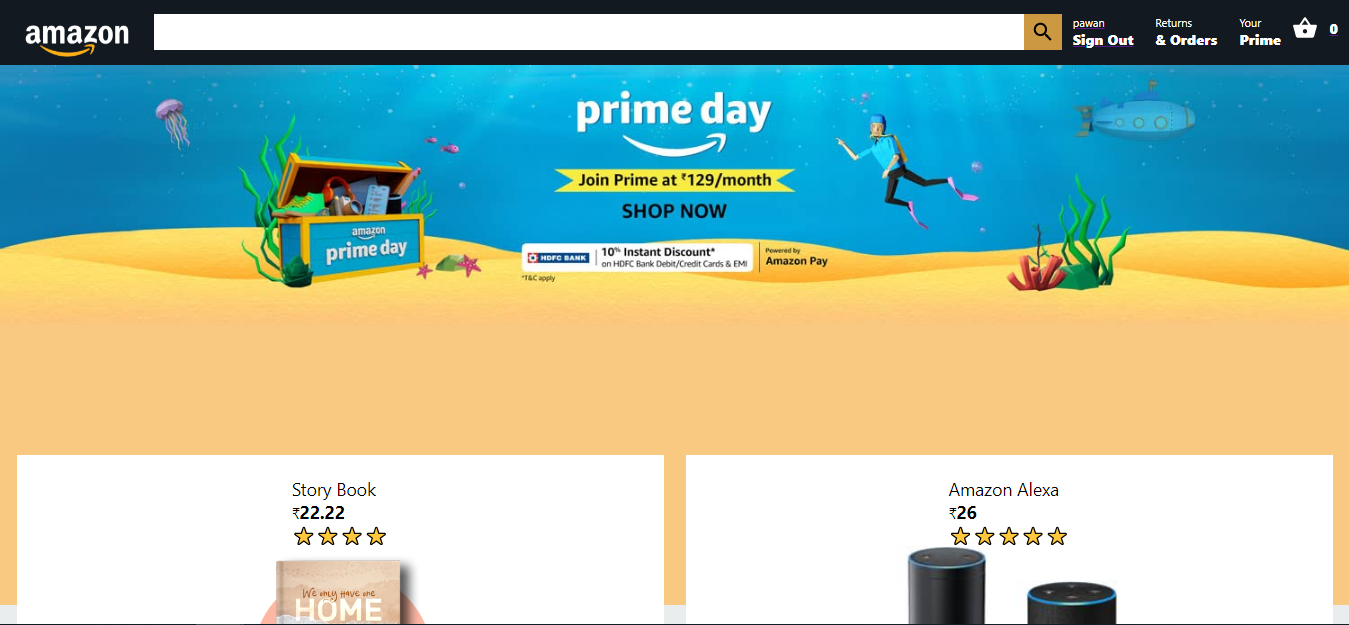 amazon
pawan
Sign Out
Returns
& Orders
Your
Prime
0
prime day
Join Prime at ₹129/month
SHOP NOW
amazon
prime day
HDFC BANK
10% Instant Discount*
on HDFC Bank Debit/Credit Cards & EMI
Powered by
Amazon Pay
*T&C apply
Story Book
₹22.22
We only have one
HOME
Amazon Alexa
₹26